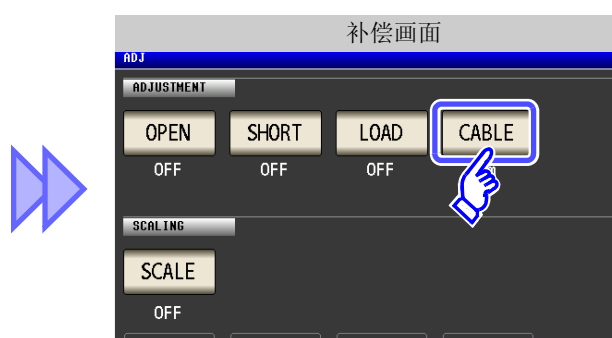 补偿画面
ADJ
ADJUSTMENT
OPEN SHORT LOAD CABLE
OFF OFF OFF
SCALING
SCALE
OFF